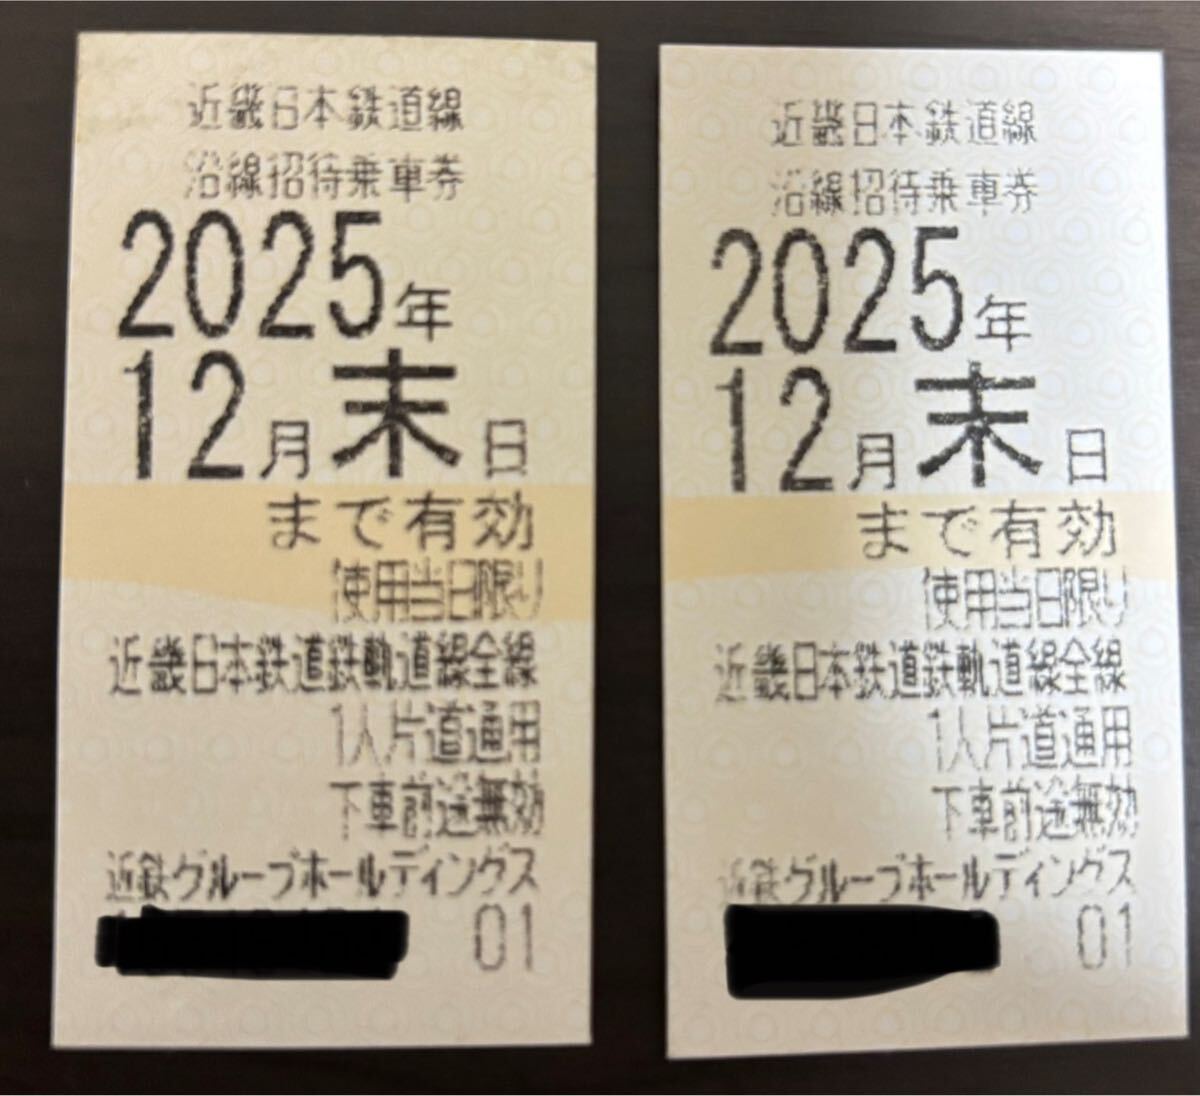 近畿日本鉄道線
沿線招待乗車券
2025年
12月末日
まで有効
使用当日限り
近畿日本鉄道鉄軌道線全線
1人片道通用
下車前途無効
近鉄グループホールディングス
01
近畿日本鉄道線
沿線招待乗車券
2025年
12月末日
まで有効
使用当日限り
近畿日本鉄道鉄軌道線全線
1人片道通用
下車前途無効
近鉄グループホールディングス
01